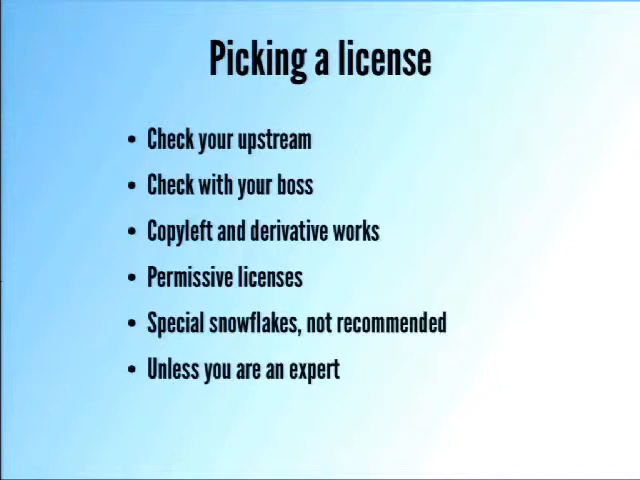 Picking a license
• Check your upstream
• Check with your boss
• Copyleft and derivative works
• Permissive licenses
• Special snowflakes, not recommended
• Unless you are an expert